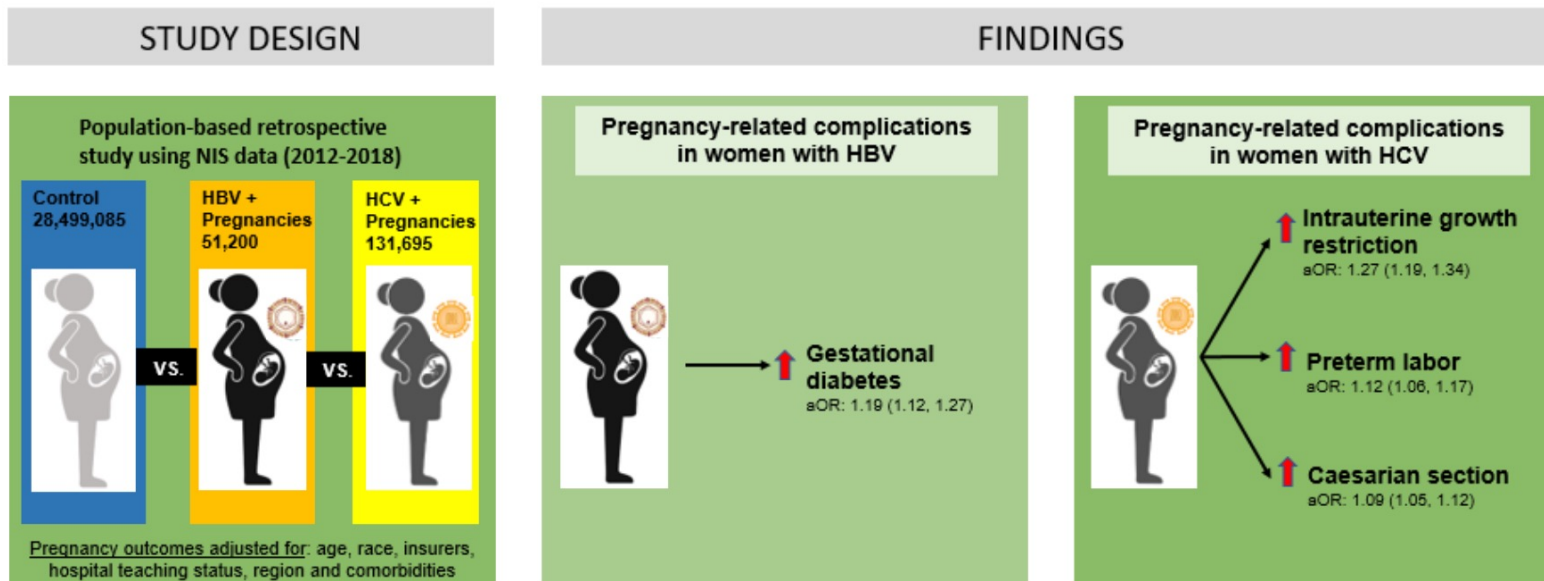 STUDY DESIGN
FINDINGS
Population-based retrospective
study using NIS data (2012-2018)
Control
28,499,085
HBV +
Pregnancies
51,200
HCV +
Pregnancies
131,695
VS.
VS.
Pregnancy outcomes adjusted for: age, race, insurers,
hospital teaching status, region and comorbidities
Pregnancy-related complications
in women with HBV
Gestational
diabetes
aOR: 1.19 (1.12, 1.27)
Pregnancy-related complications
in women with HCV
Intrauterine growth
restriction
aOR: 1.27 (1.19, 1.34)
Preterm labor
aOR: 1.12 (1.06, 1.17)
Caesarian section
aOR: 1.09 (1.05, 1.12)